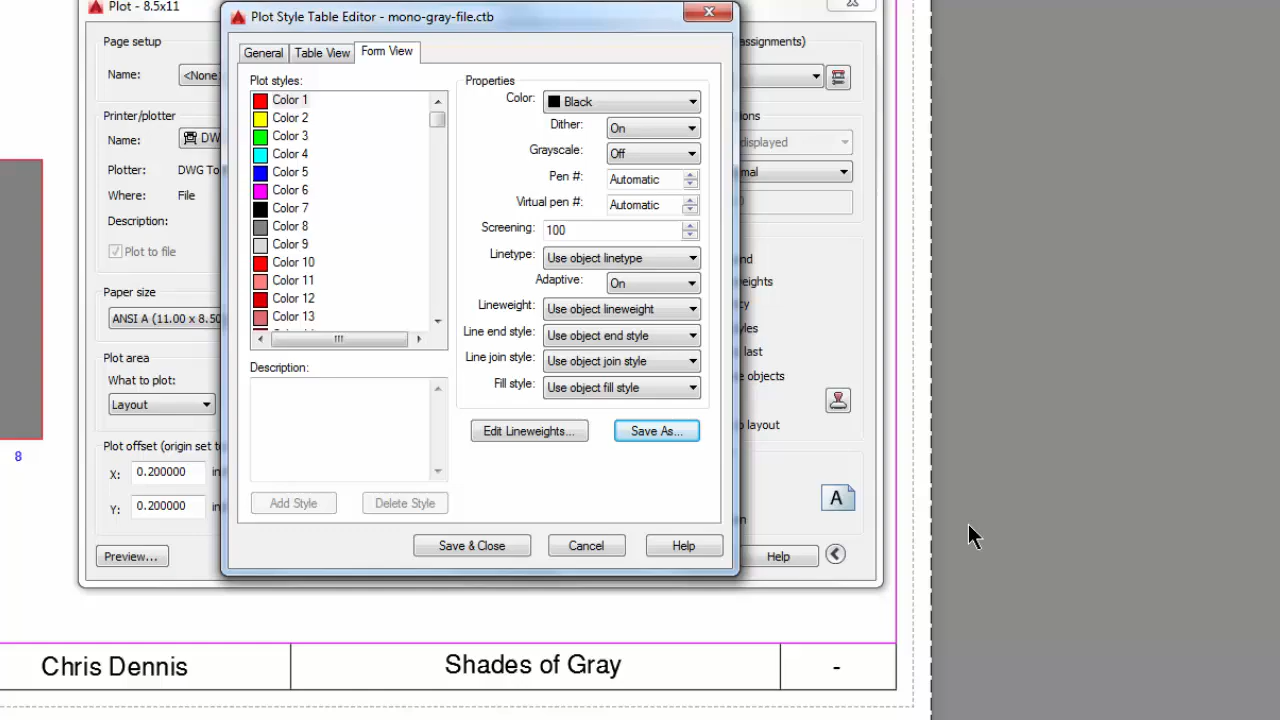 Plot - 8.5x11
Plot Style Table Editor - mono-gray-file.ctb
Page setup
Name:
<None
Printer/plotter
Name:
DW
Plotter:
DWG To
Where:
File
Description:
Plot to file
Paper size
ANSI A (11.00 x 8.50
Plot area
What to plot:
Layout
Plot offset (origin set to
X:
0.200000
in
Y:
0.200000
in
Preview...
General
Table View
Form View
Plot styles:
Color 1
Color 2
Color 3
Color 4
Color 5
Color 6
Color 7
Color 8
Color 9
Color 10
Color 11
Color 12
Color 13
Description:
Add Style
Delete Style
Properties
Color:
Black
Dither:
On
Grayscale:
Off
Pen #:
Automatic
Virtual pen #:
Automatic
Screening:
100
Linetype:
Use object linetype
Adaptive:
On
Lineweight:
Use object lineweight
Line end style:
Use object end style
Line join style:
Use object join style
Fill style:
Use object fill style
Edit Lineweights...
Save As...
Save & Close
Cancel
Help
assignments)
ions
displayed
mal
nd
eights
cy
yles
last
e objects
o layout
n
A
Help
8
Chris Dennis
Shades of Gray
-